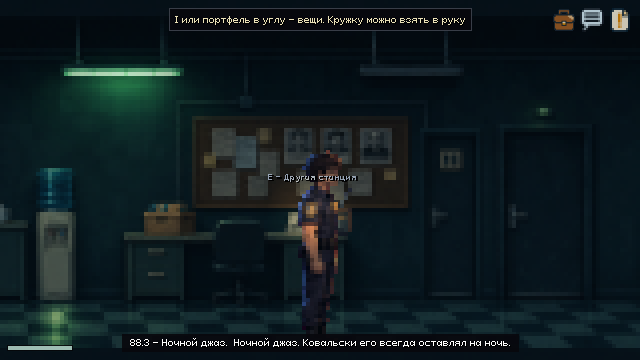 I или портфель в углу – вещи. Кружку можно взять в руку
E – Другая станция
88.3 – Ночной джаз. Ночной джаз. Ковальски его всегда оставлял на ночь.